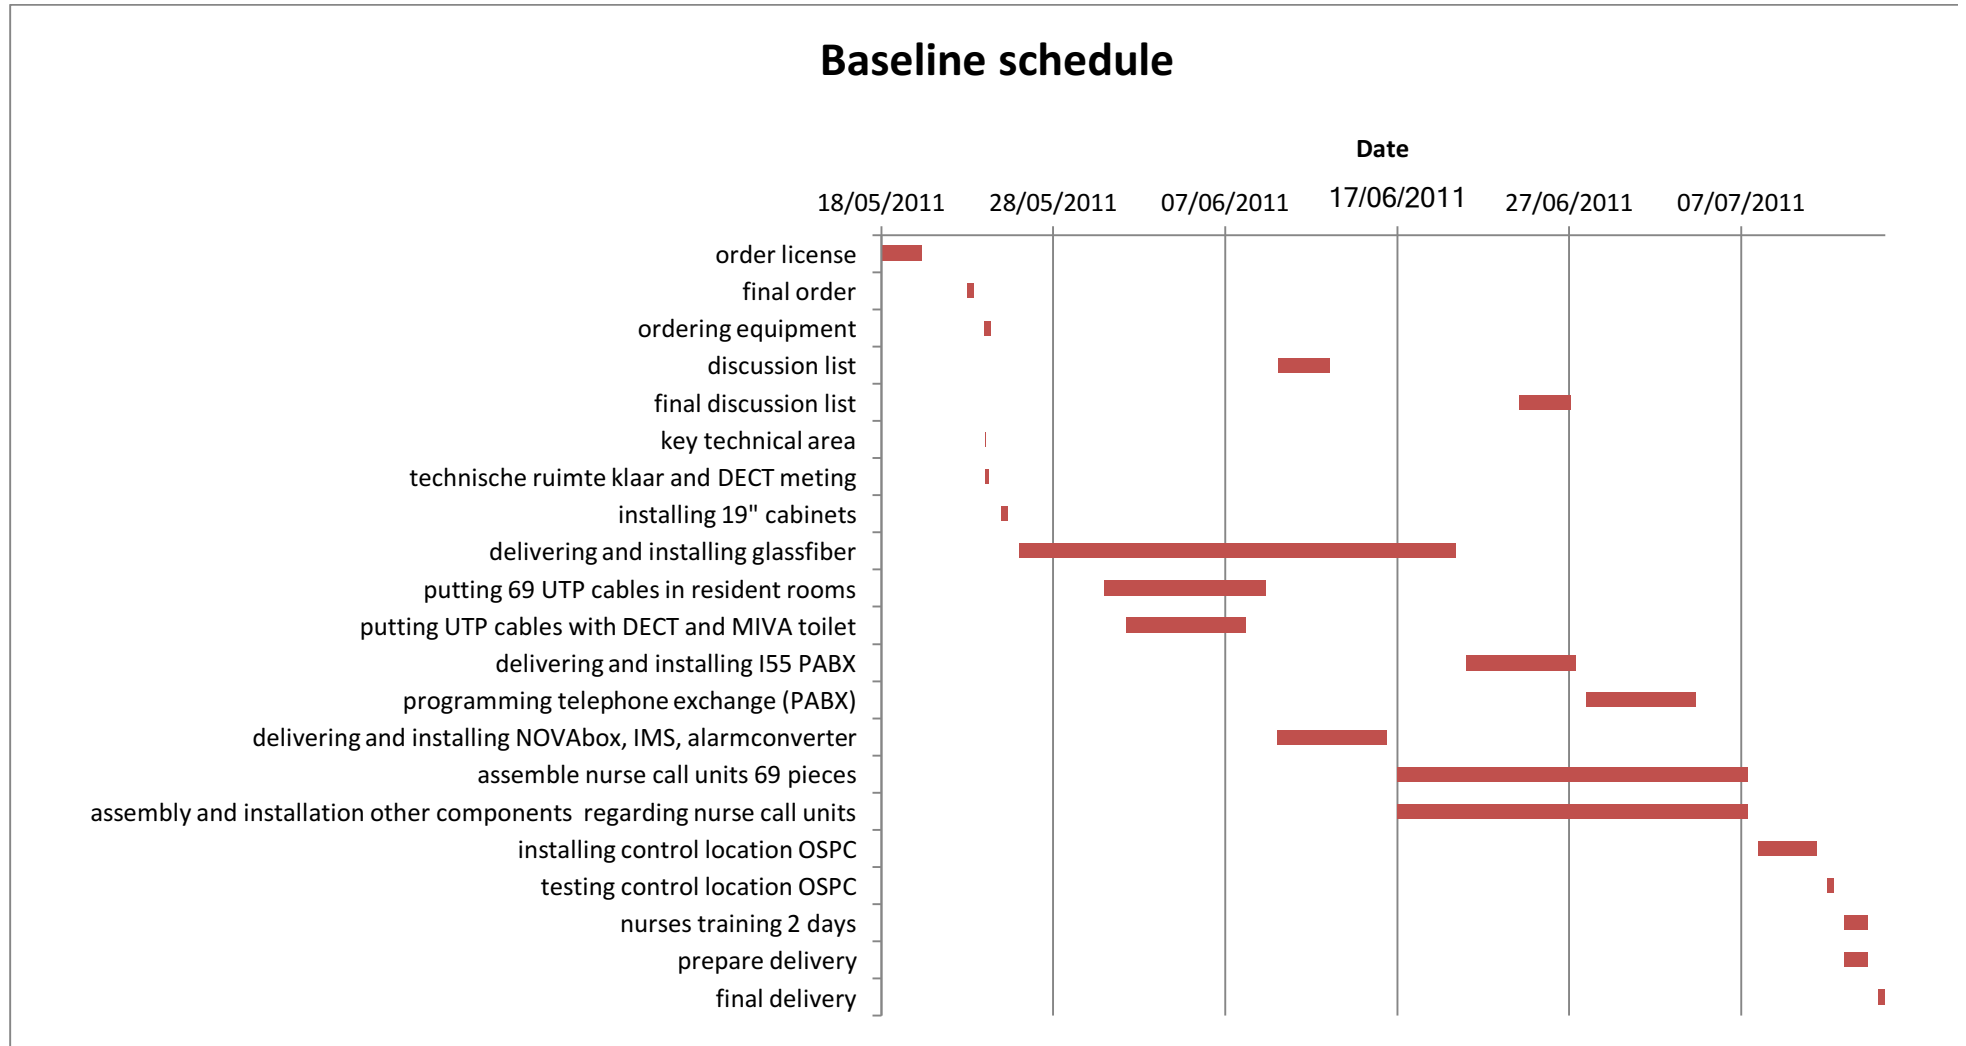 Baseline schedule
Date
18/05/2011 28/05/2011 07/06/2011 17/06/2011 27/06/2011 07/07/2011
order license
final order
ordering equipment
discussion list
final discussion list
key technical area
technische ruimte klaar and DECT meting
installing 19" cabinets
delivering and installing glassfiber
putting 69 UTP cables in resident rooms
putting UTP cables with DECT and MIVA toilet
delivering and installing I55 PABX
programming telephone exchange (PABX)
delivering and installing NOVAbox, IMS, alarmconverter
assemble nurse call units 69 pieces
assembly and installation other components regarding nurse call units
installing control location OSPC
testing control location OSPC
nurses training 2 days
prepare delivery
final delivery